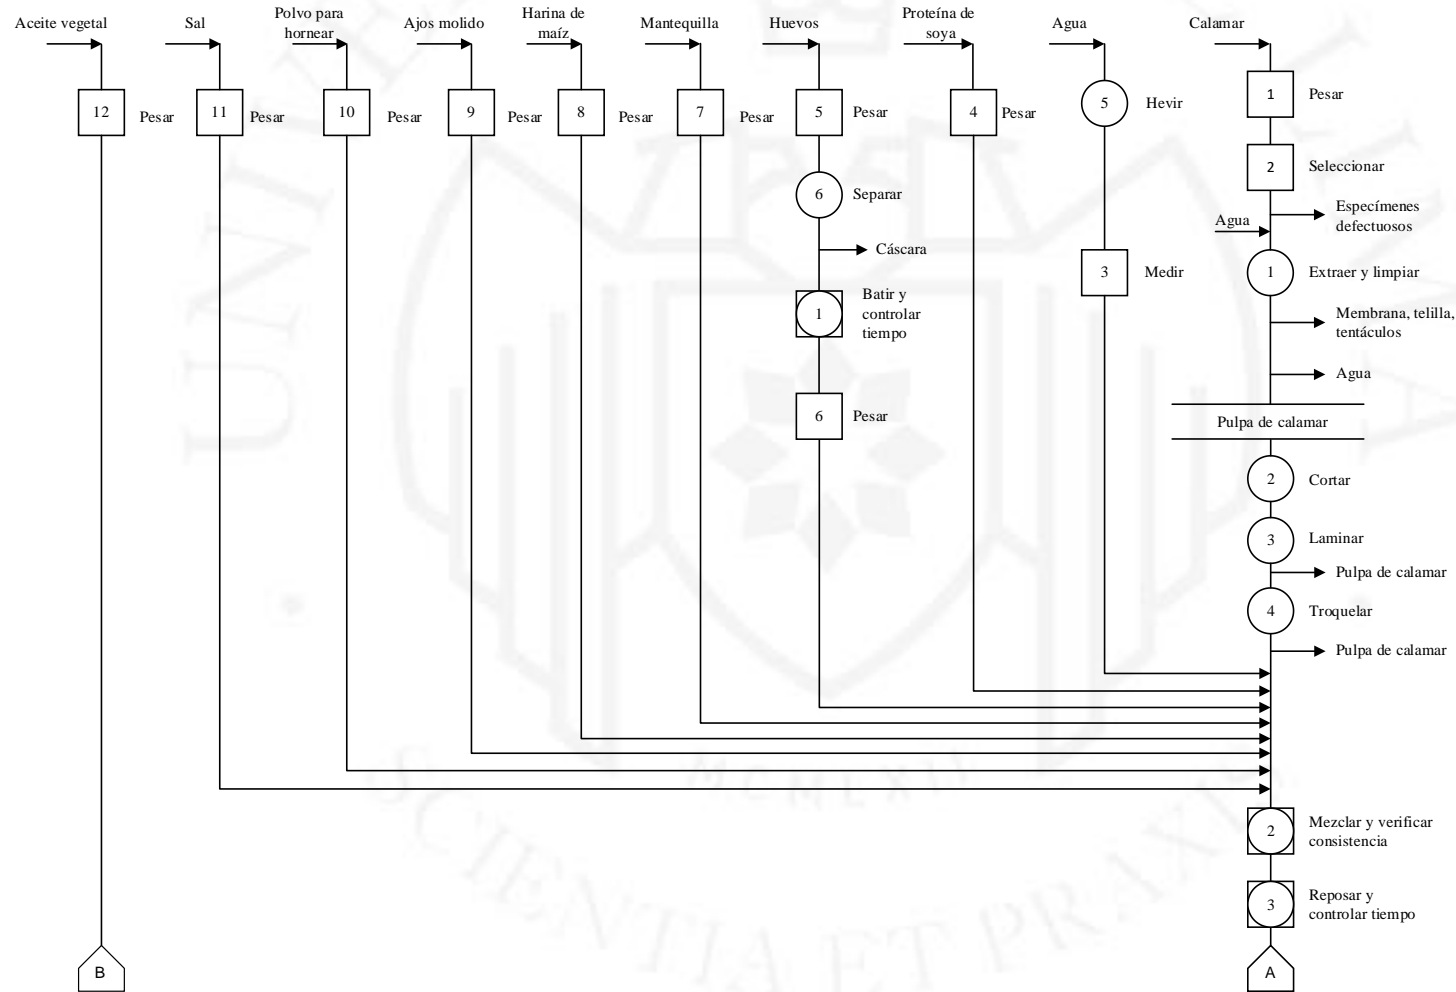 Aceite vegetal
Sal
Polvo para
hornear
Ajos molido
Harina de
maíz
Mantequilla
Huevos
Proteína de
soya
Agua
Calamar
12
Pesar
11
Pesar
10
Pesar
9
Pesar
8
Pesar
7
Pesar
5
Pesar
4
Pesar
5
Hevir
1
Pesar
2
Seleccionar
6
Separar
Especímenes
defectuosos
Agua
Cáscara
3
Medir
1
Extraer y limpiar
1
Batir y
controlar
tiempo
Membrana, telilla,
tentáculos
Agua
6
Pesar
Pulpa de calamar
2
Cortar
3
Laminar
Pulpa de calamar
4
Troquelar
Pulpa de calamar
2
Mezclar y verificar
consistencia
3
Reposar y
controlar tiempo
B
A
MCMLXII
SCIENTIA ET PRAXIS